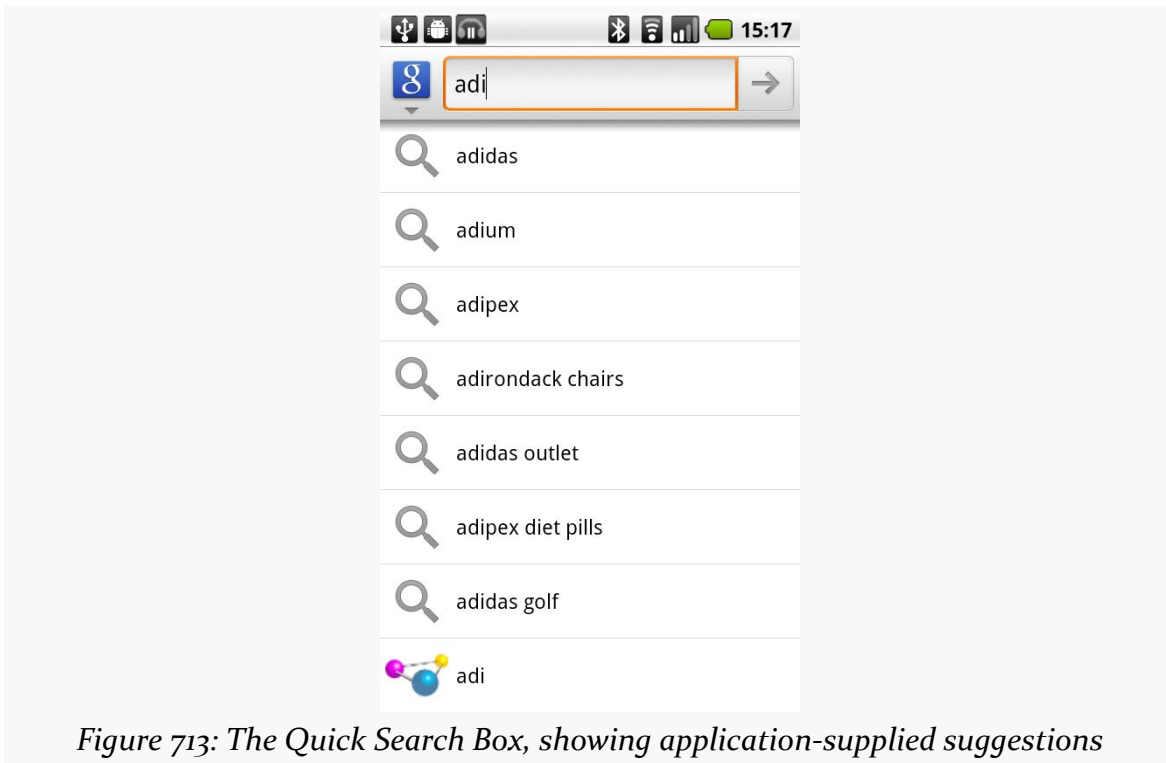 15:17
g
adi
adidas
adium
adipex
adirondack chairs
adidas outlet
adipex diet pills
adidas golf
adi
Figure 713: The Quick Search Box, showing application-supplied suggestions